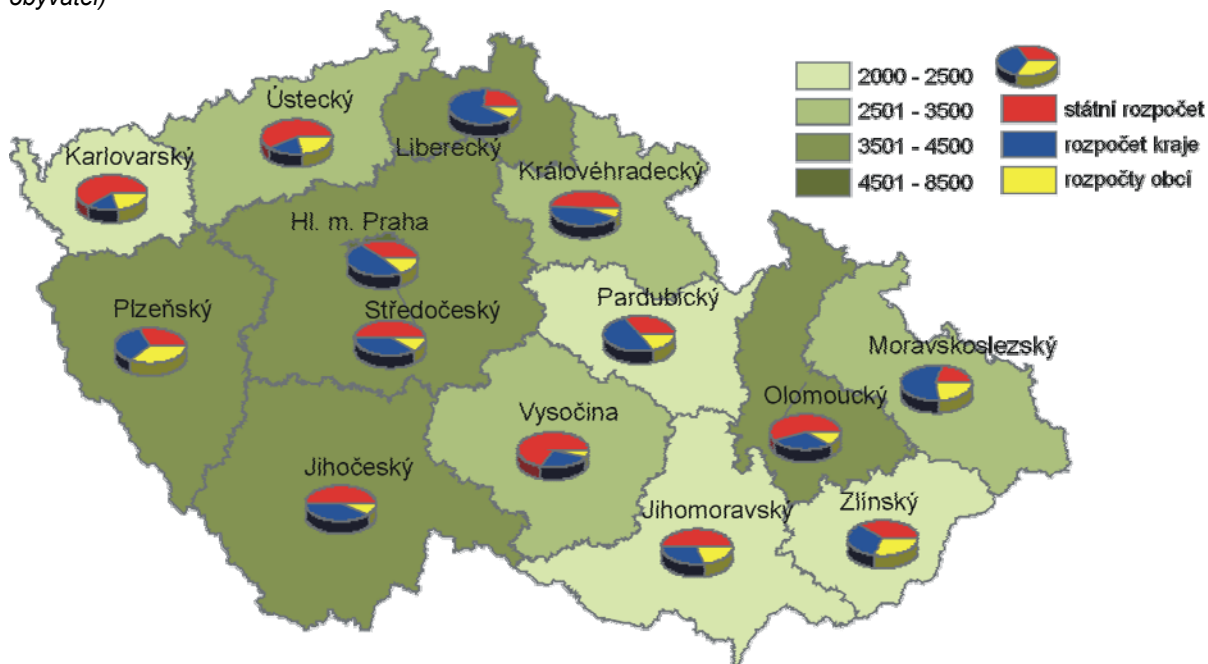 obyvatel)
2000 - 2500
2501 - 3500
3501 - 4500
4501 - 8500
státní rozpočet
rozpočet kraje
rozpočty obcí
Ústecký
Karlovarský
Liberecký
Královéhradecký
Hl. m. Praha
Plzeňský
Středočeský
Pardubický
Moravskoslezský
Olomoucký
Vysočina
Jihočeský
Jihomoravský
Zlínský